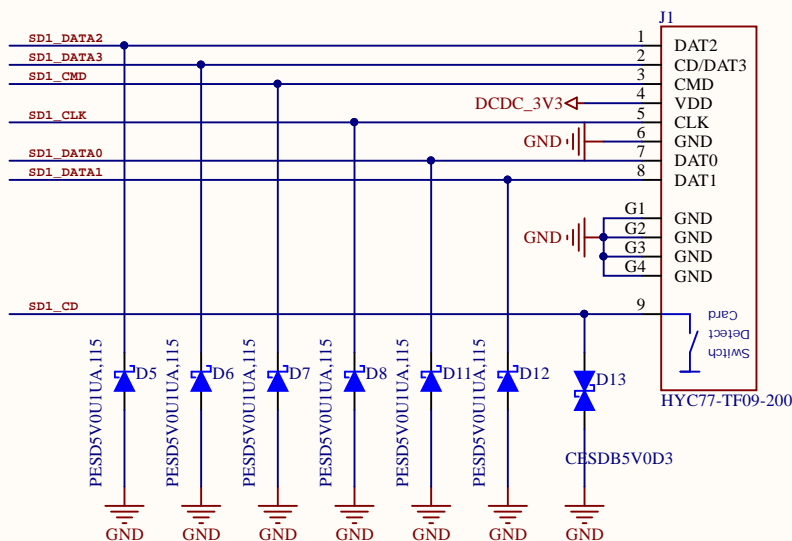 J1
SD1_DATA2
1
DAT2
SD1_DATA3
2
CD/DAT3
SD1_CMD
3
CMD
DCDC_3V3
4
VDD
SD1_CLK
5
CLK
GND
6
GND
SD1_DATA0
7
DAT0
SD1_DATA1
8
DAT1
G1
GND
GND
G2
GND
G3
GND
G4
GND
SD1_CD
9
Card
Detect
Switch
PESD5V0U1UA,115
D5
PESD5V0U1UA,115
D6
PESD5V0U1UA,115
D7
PESD5V0U1UA,115
D8
PESD5V0U1UA,115
D11
PESD5V0U1UA,115
D12
D13
HYC77-TF09-200
CESDB5V0D3
GND
GND
GND
GND
GND
GND
GND